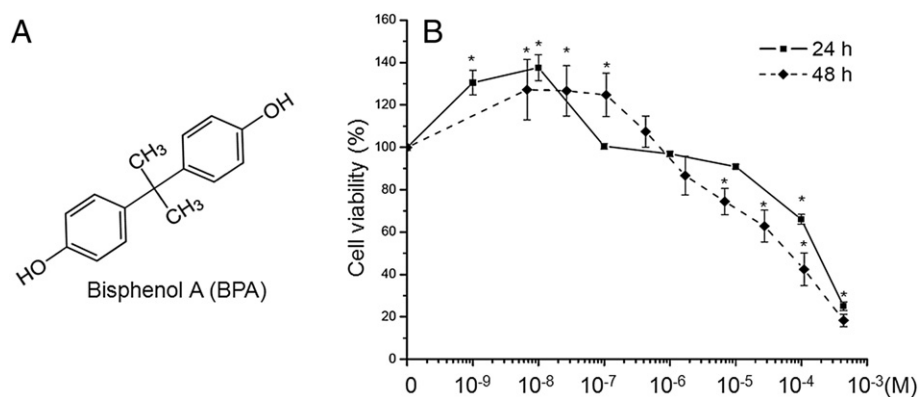 A
OH
CH3
CH3
HO
Bisphenol A (BPA)
B
160
140
120
100
80
60
40
20
0
Cell viability (%)
24 h
48 h
* * * * *
* * * * *
0 10-9 10-8 10-7 10-6 10-5 10-4 10-3(M)